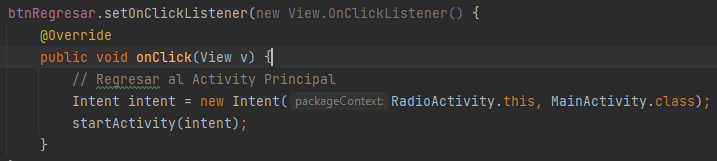 btnRegresar.setOnClickListener(new View.OnClickListener() {
@Override
public void onClick(View v) {
// Regresar al Activity Principal
Intent intent = new Intent( packageContext: RadioActivity.this, MainActivity.class);
startActivity(intent);
}